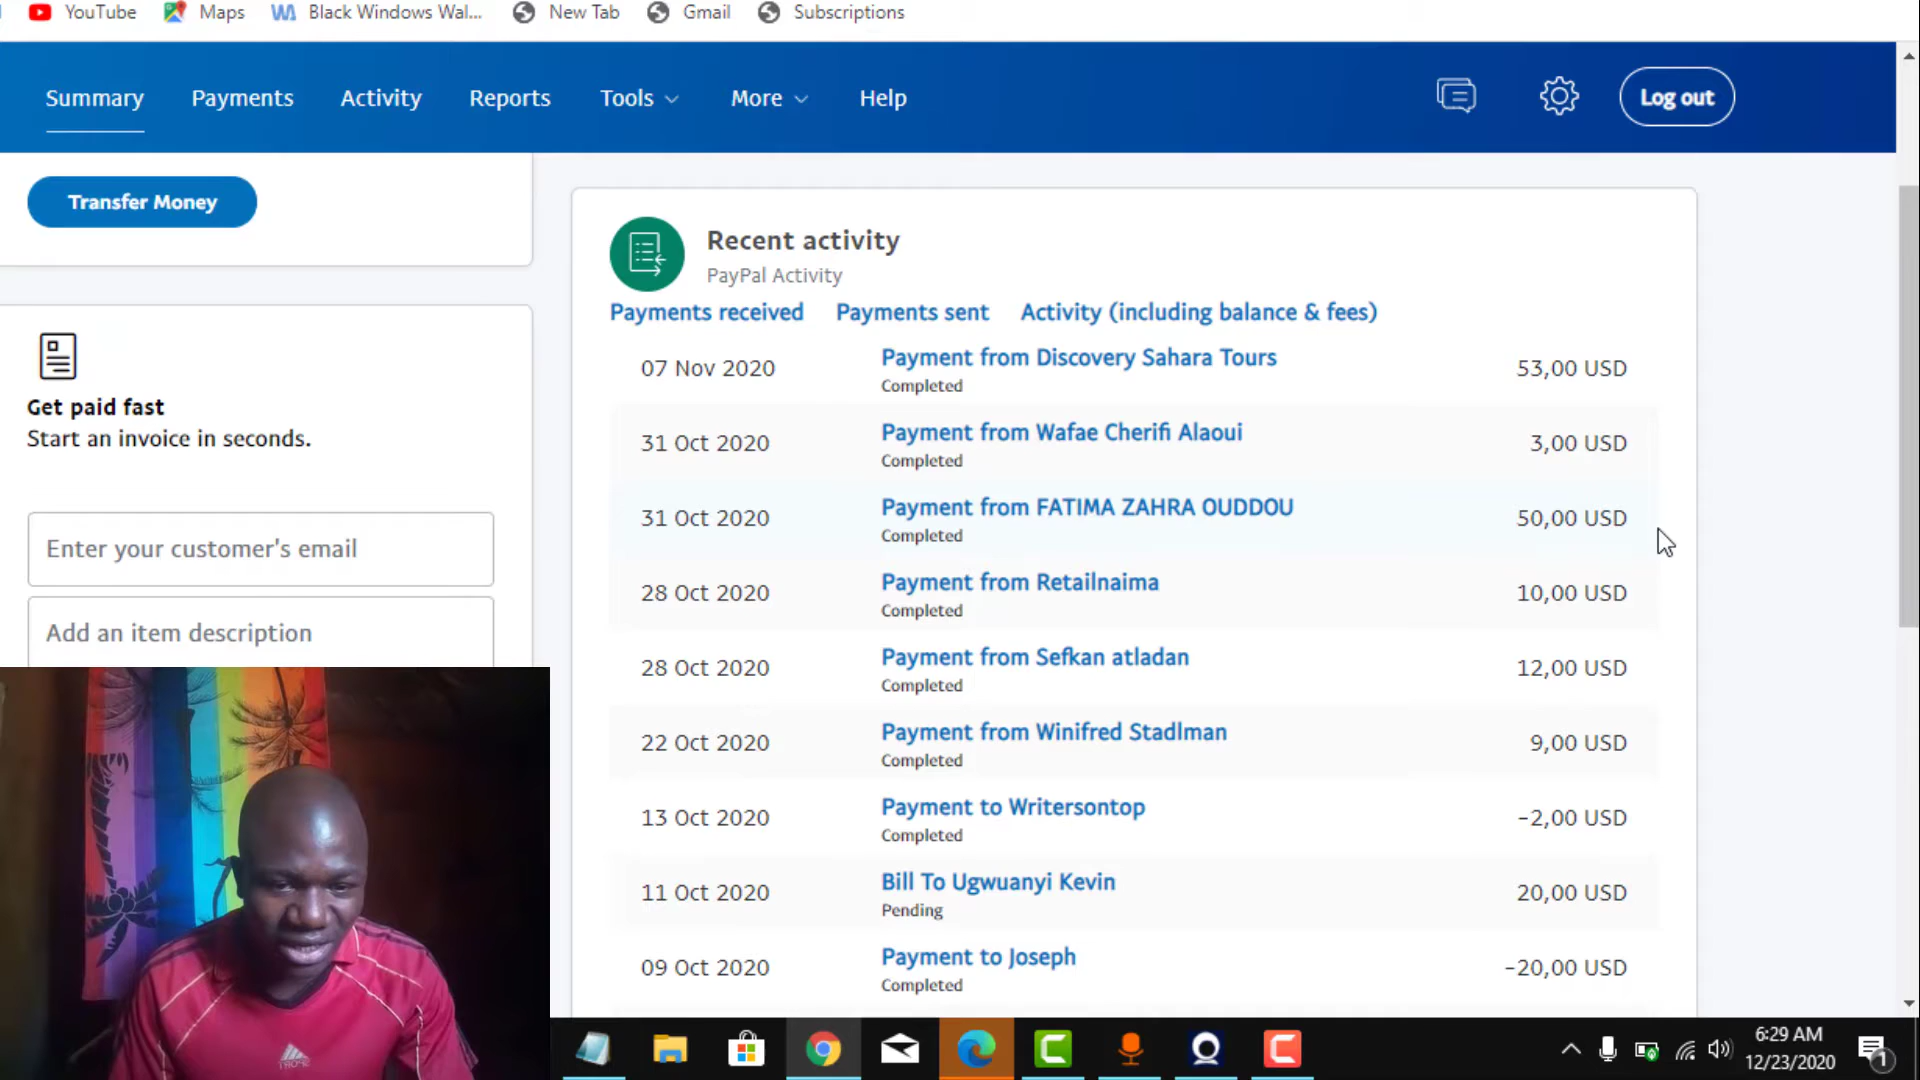 YouTube
Maps
Black Windows Wal...
New Tab
Gmail
Subscriptions
Summary
Payments
Activity
Reports
Tools
More
Help
Log out
Transfer Money
Get paid fast
Start an invoice in seconds.
Enter your customer's email
Add an item description
Recent activity
PayPal Activity
Payments received Payments sent Activity (including balance & fees)
07 Nov 2020 Payment from Discovery Sahara Tours 53,00 USD
Completed
31 Oct 2020 Payment from Wafae Cherifi Alaoui 3,00 USD
Completed
31 Oct 2020 Payment from FATIMA ZAHRA OUDDOU 50,00 USD
Completed
28 Oct 2020 Payment from Retailnaima 10,00 USD
Completed
28 Oct 2020 Payment from Sefkan atladan 12,00 USD
Completed
22 Oct 2020 Payment from Winifred Stadlman 9,00 USD
Completed
13 Oct 2020 Payment to Writersontop -2,00 USD
Completed
11 Oct 2020 Bill To Ugwuanyi Kevin 20,00 USD
Pending
09 Oct 2020 Payment to Joseph -20,00 USD
Completed
6:29 AM
12/23/2020
1